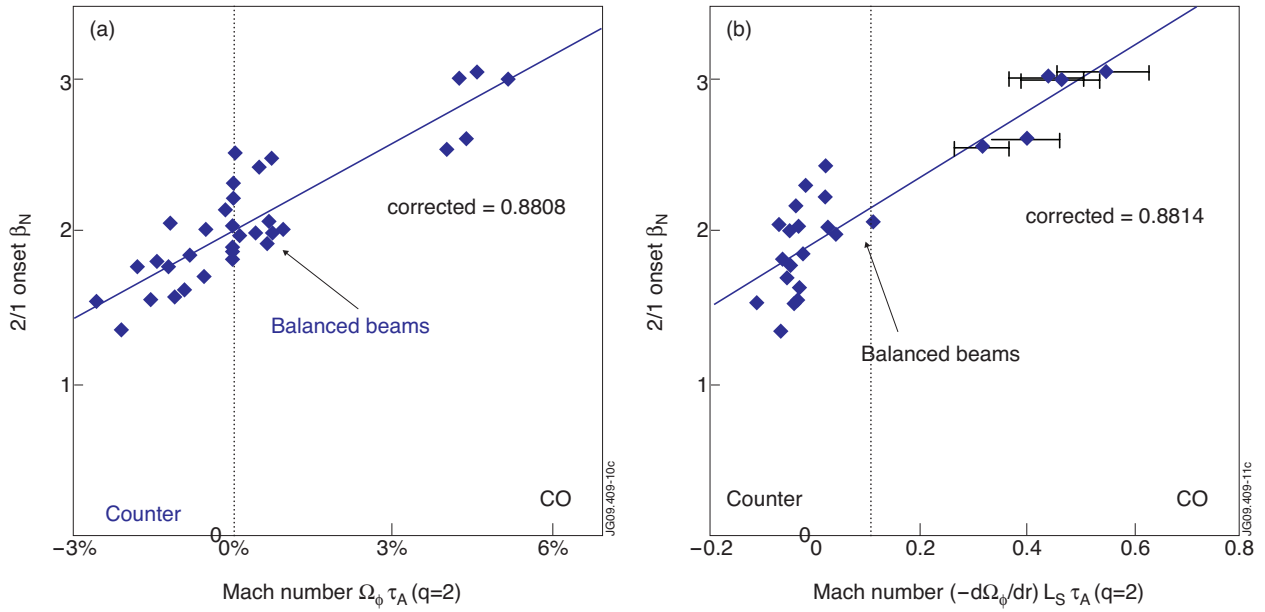 (a)
3
2
1
0
2/1 onset βN
corrected = 0.8808
Balanced beams
Counter
CO
JG09.409-10c
−3%
0%
3%
6%
Mach number Ωϕ τA (q=2)
(b)
3
2
1
2/1 onset βN
corrected = 0.8814
Balanced beams
Counter
CO
JG09.409-11c
−0.2
0
0.2
0.4
0.6
0.8
Mach number (−dΩϕ/dr) LS τA (q=2)